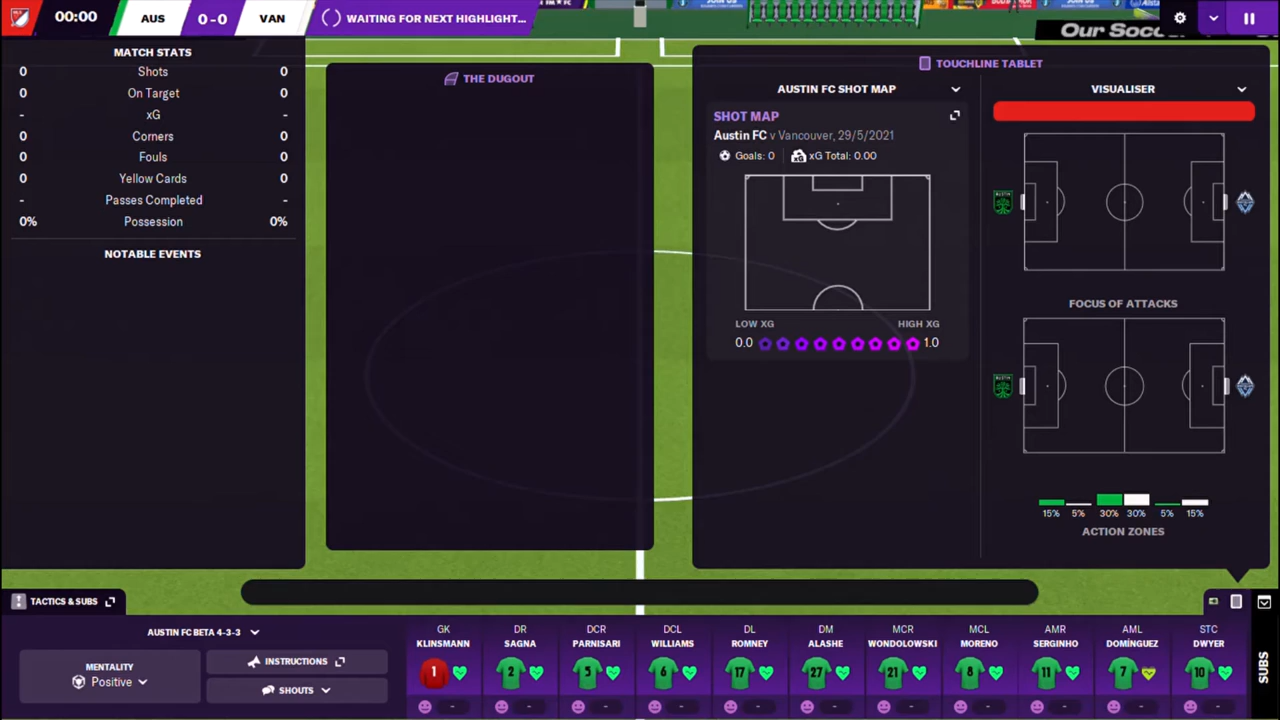 00:00 AUS 0-0 VAN WAITING FOR NEXT HIGHLIGHT...
Our Socc
MATCH STATS
0 Shots 0
0 On Target 0
- xG -
0 Corners 0
0 Fouls 0
0 Yellow Cards 0
- Passes Completed -
0% Possession 0%
NOTABLE EVENTS
THE DUGOUT
TOUCHLINE TABLET
AUSTIN FC SHOT MAP
SHOT MAP
Austin FC v Vancouver, 29/5/2021
Goals: 0 xG Total: 0.00
LOW XG HIGH XG
0.0 1.0
VISUALISER
FOCUS OF ATTACKS
15% 5% 30% 30% 5% 15%
ACTION ZONES
TACTICS & SUBS
AUSTIN FC BETA 4-3-3
MENTALITY
Positive
INSTRUCTIONS
SHOUTS
GK DR DCR DCL DL DM MCR MCL AMR AML STC
KLINSMANN SAGNA PARNISARI WILLIAMS ROMNEY ALASHE WONDOLOWSKI MORENO SERGINHO DOMÍNGUEZ DWYER
1 2 5 6 17 27 21 8 11 7 10
- - - - - - - - - - -
SUBS